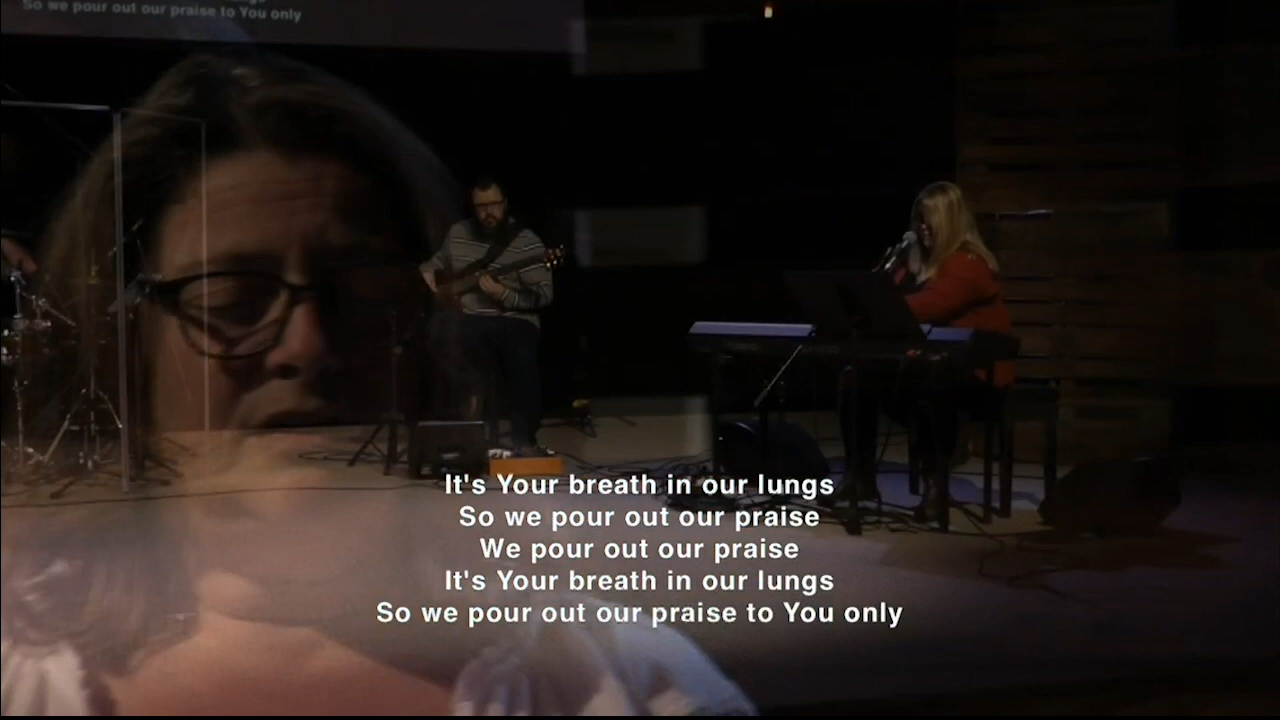 So we pour out our praise to You only
It's Your breath in our lungs
So we pour out our praise
We pour out our praise
It's Your breath in our lungs
So we pour out our praise to You only